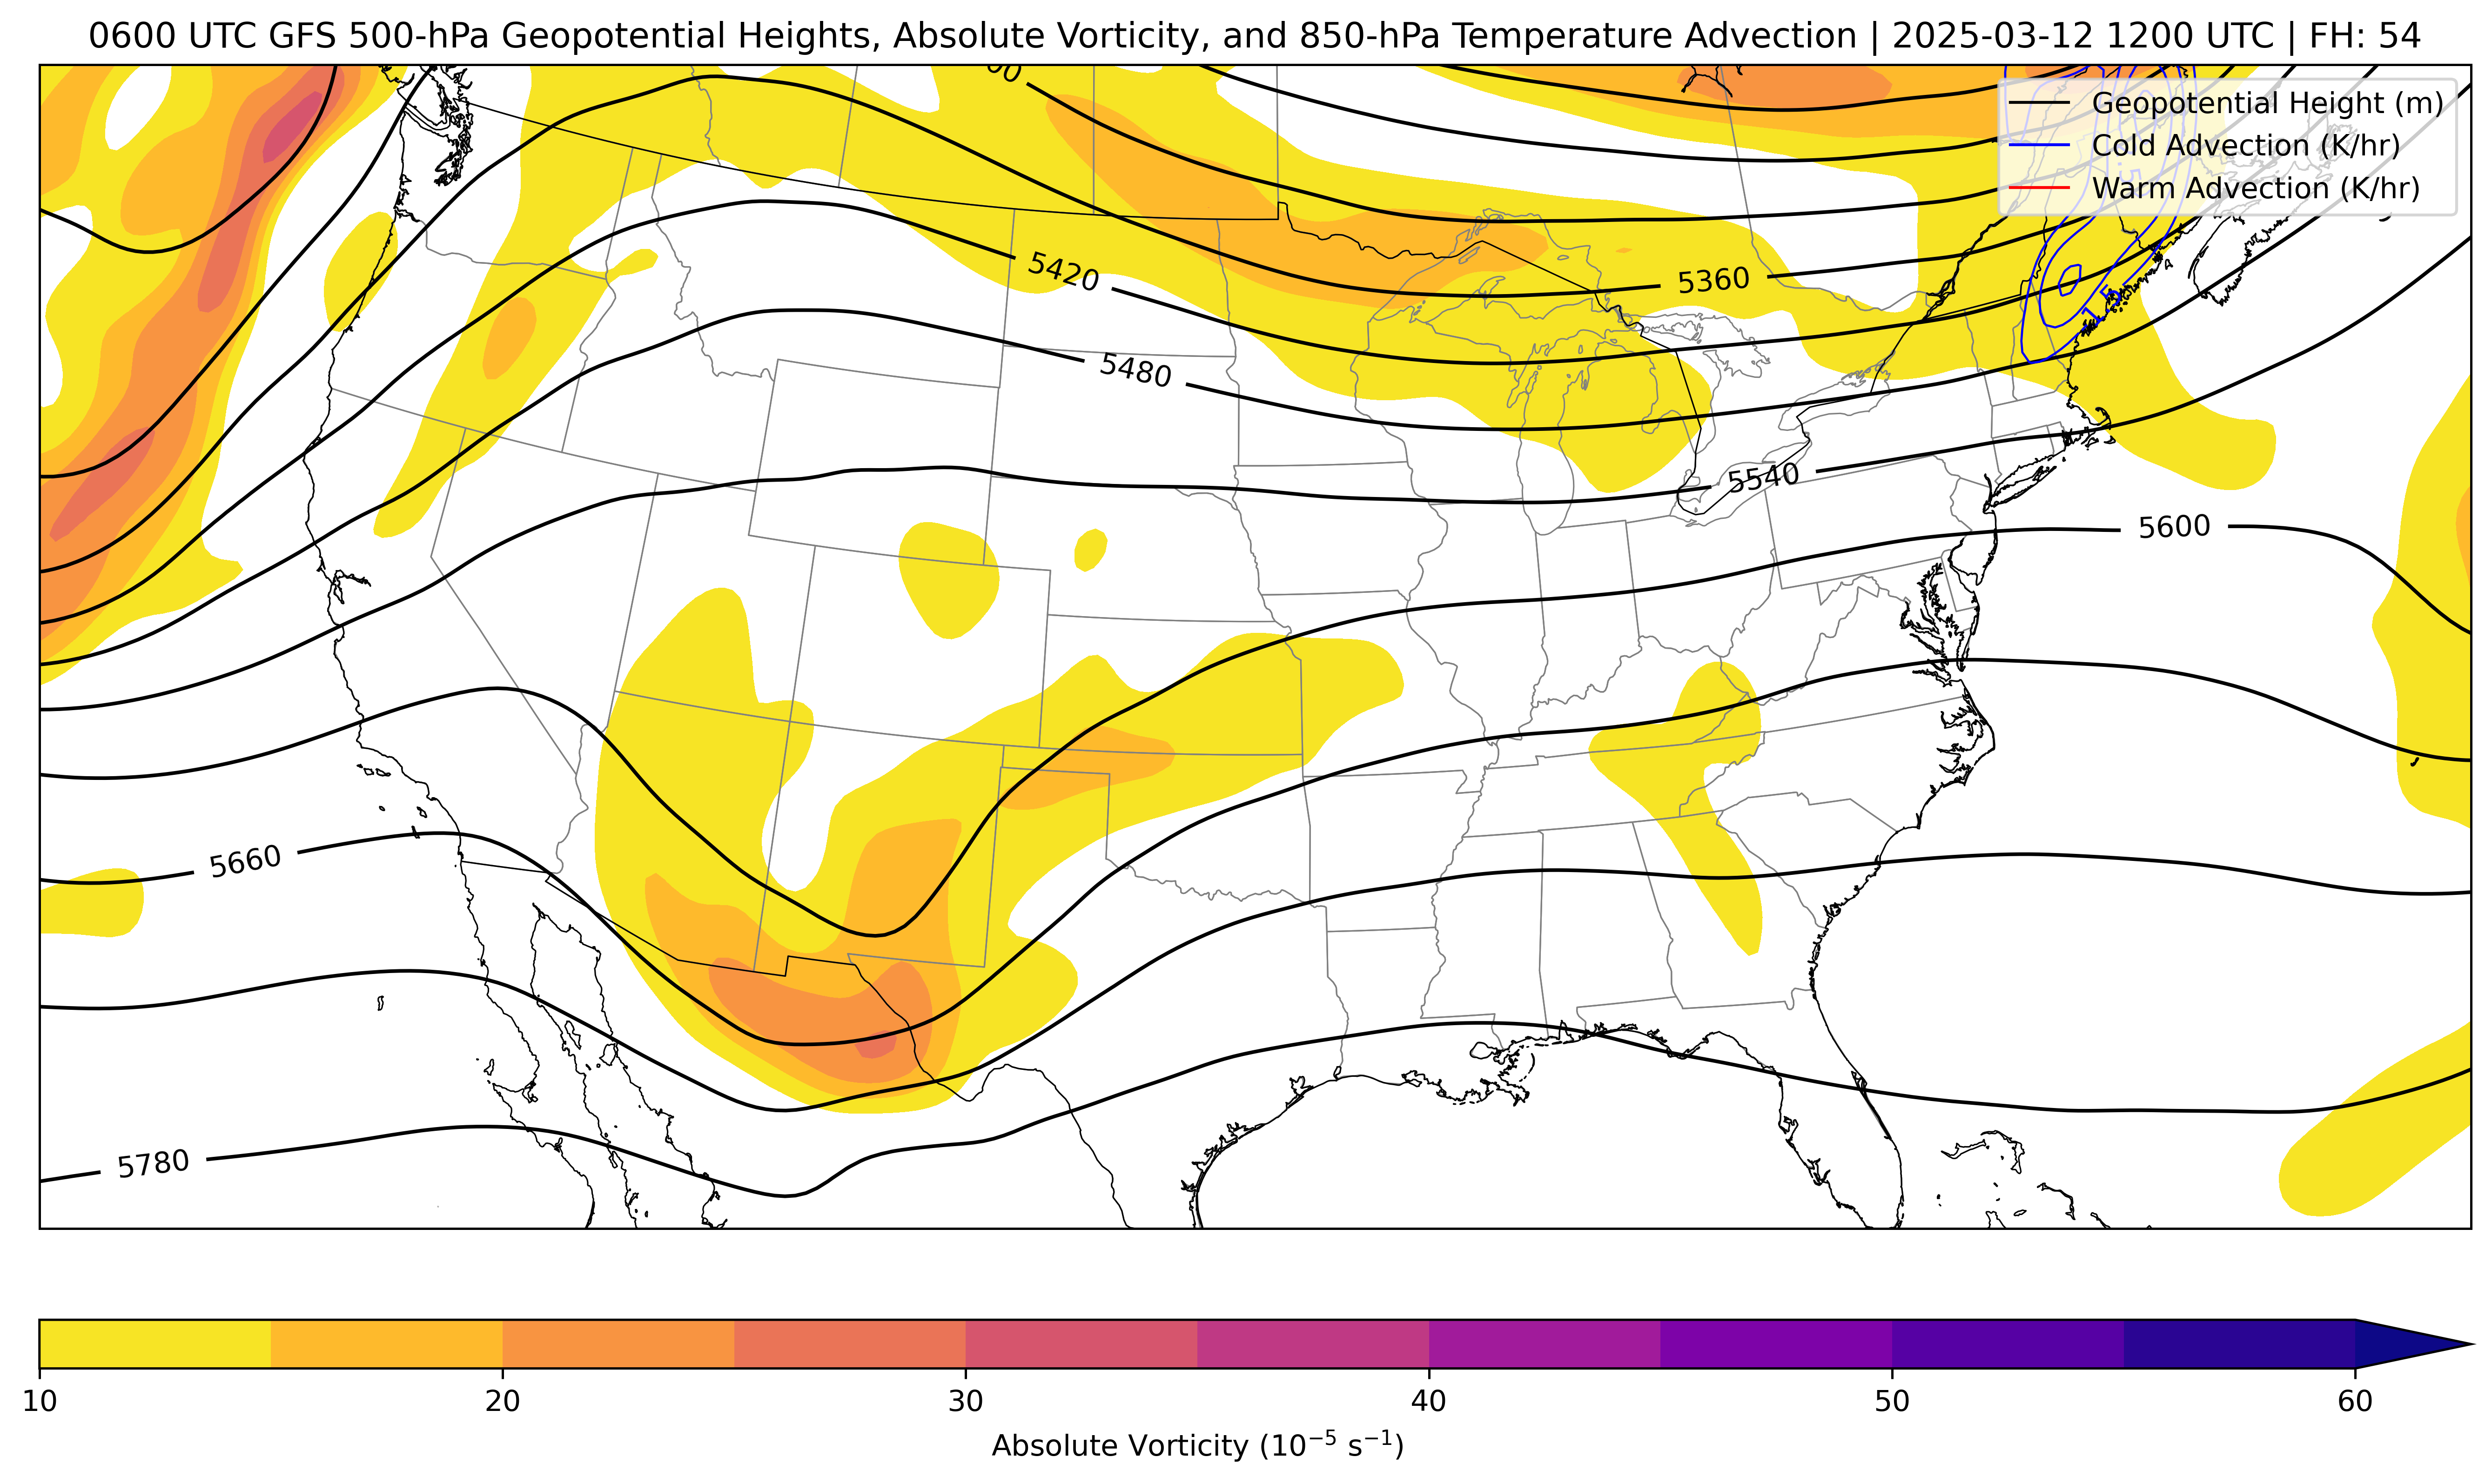 0600 UTC GFS 500-hPa Geopotential Heights, Absolute Vorticity, and 850-hPa Temperature Advection | 2025-03-12 1200 UTC | FH: 54
Geopotential Height (m)
Cold Advection (K/hr)
Warm Advection (K/hr)
5420
5360
5480
5540
5600
5660
5780
10 20 30 40 50 60
Absolute Vorticity (10⁻⁵ s⁻¹)